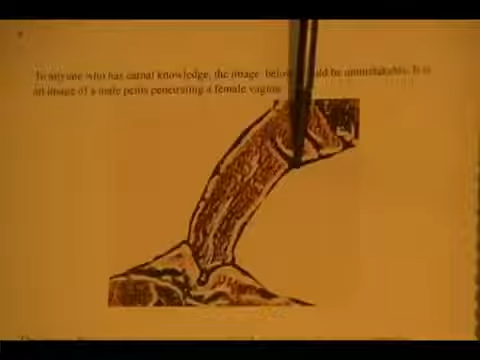 To anyone who has carnal knowledge, the image below should be unmistakable. It is
an image of a male penis penetrating a female vagina.